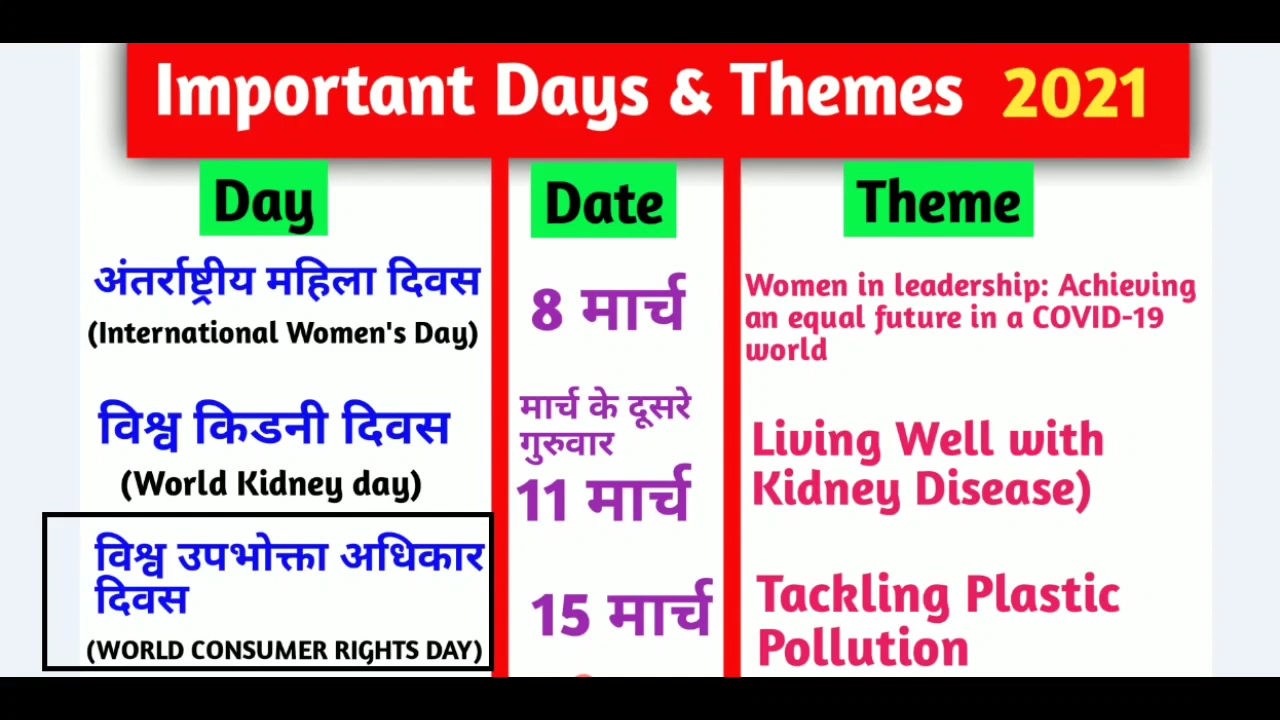 Important Days & Themes 2021
Day
Date
Theme
अंतर्राष्ट्रीय महिला दिवस
(International Women's Day)
8 मार्च
Women in leadership: Achieving
an equal future in a COVID-19
world
विश्व किडनी दिवस
(World Kidney day)
मार्च के दूसरे
गुरुवार
11 मार्च
Living Well with
Kidney Disease)
विश्व उपभोक्ता अधिकार
दिवस
(WORLD CONSUMER RIGHTS DAY)
15 मार्च
Tackling Plastic
Pollution